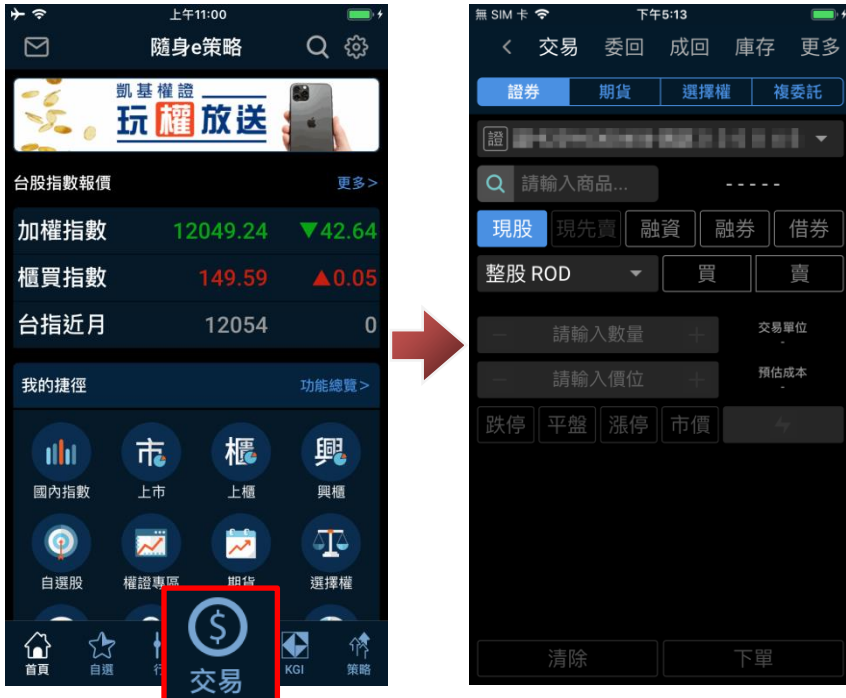 上午11:00
隨身e策略
凱基權證
玩權放送
台股指數報價
更多>
加權指數 12049.24 ▼42.64
櫃買指數 149.59 ▲0.05
台指近月 12054 0
我的捷徑
功能總覽>
市 櫃 興
國內指數 上市 上櫃 興櫃
自選股 權證專區 期貨 選擇權
首頁 自選 行 交易 KGI 策略
無 SIM 卡 下午5:13
交易 委回 成回 庫存 更多
證券 期貨 選擇權 複委託
證
請輸入商品... -----
現股 現先賣 融資 融券 借券
整股 ROD 買 賣
請輸入數量 交易單位
-
請輸入價位 預估成本
-
跌停 平盤 漲停 市價
清除 下單